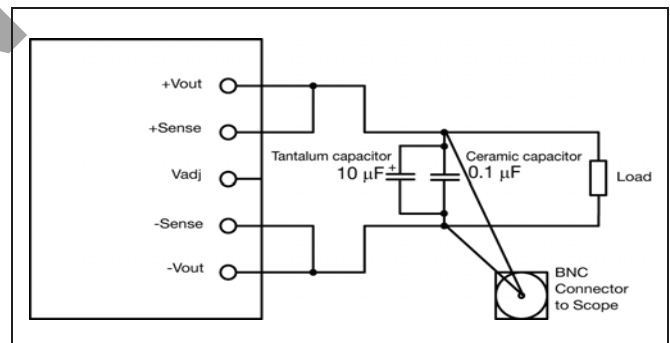 +Vout
+Sense
Vadj
-Sense
-Vout
Tantalum capacitor
10 μF
+
Ceramic capacitor
0.1 μF
Load
BNC
Connector
to Scope